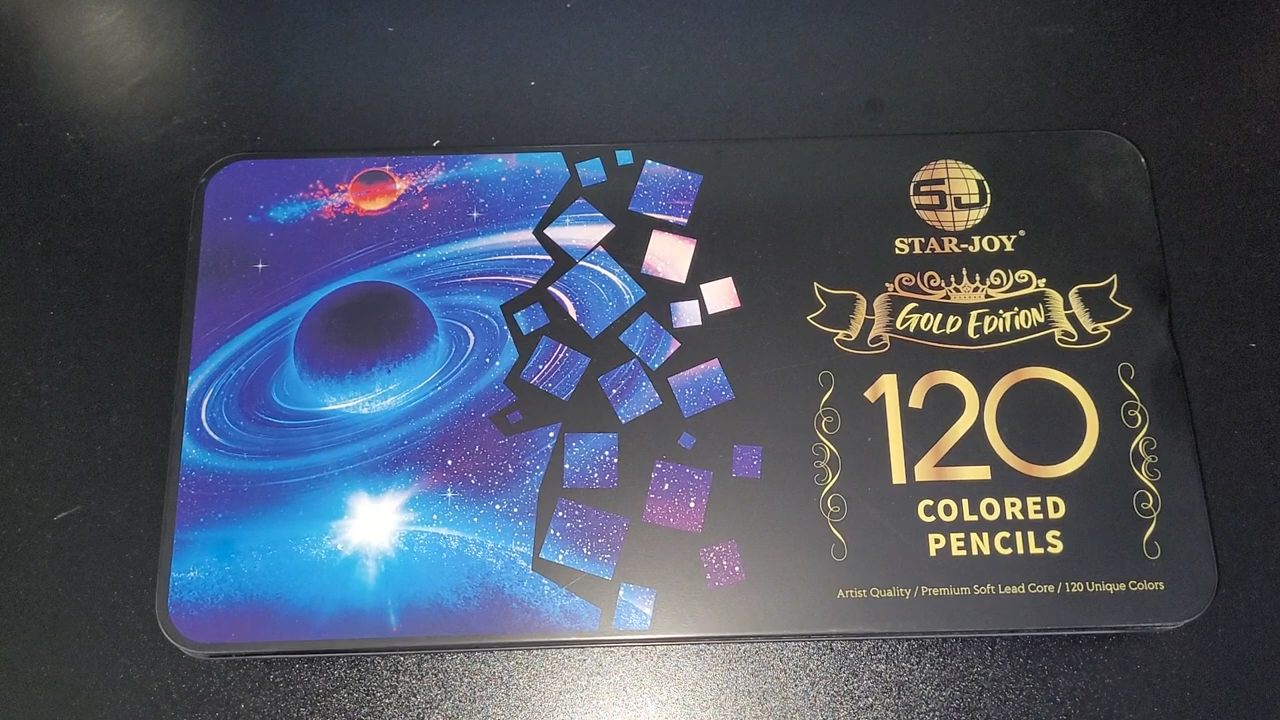 SJ
STAR-JOY®
GOLD EDITION
120
COLORED
PENCILS
Artist Quality / Premium Soft Lead Core / 120 Unique Colors